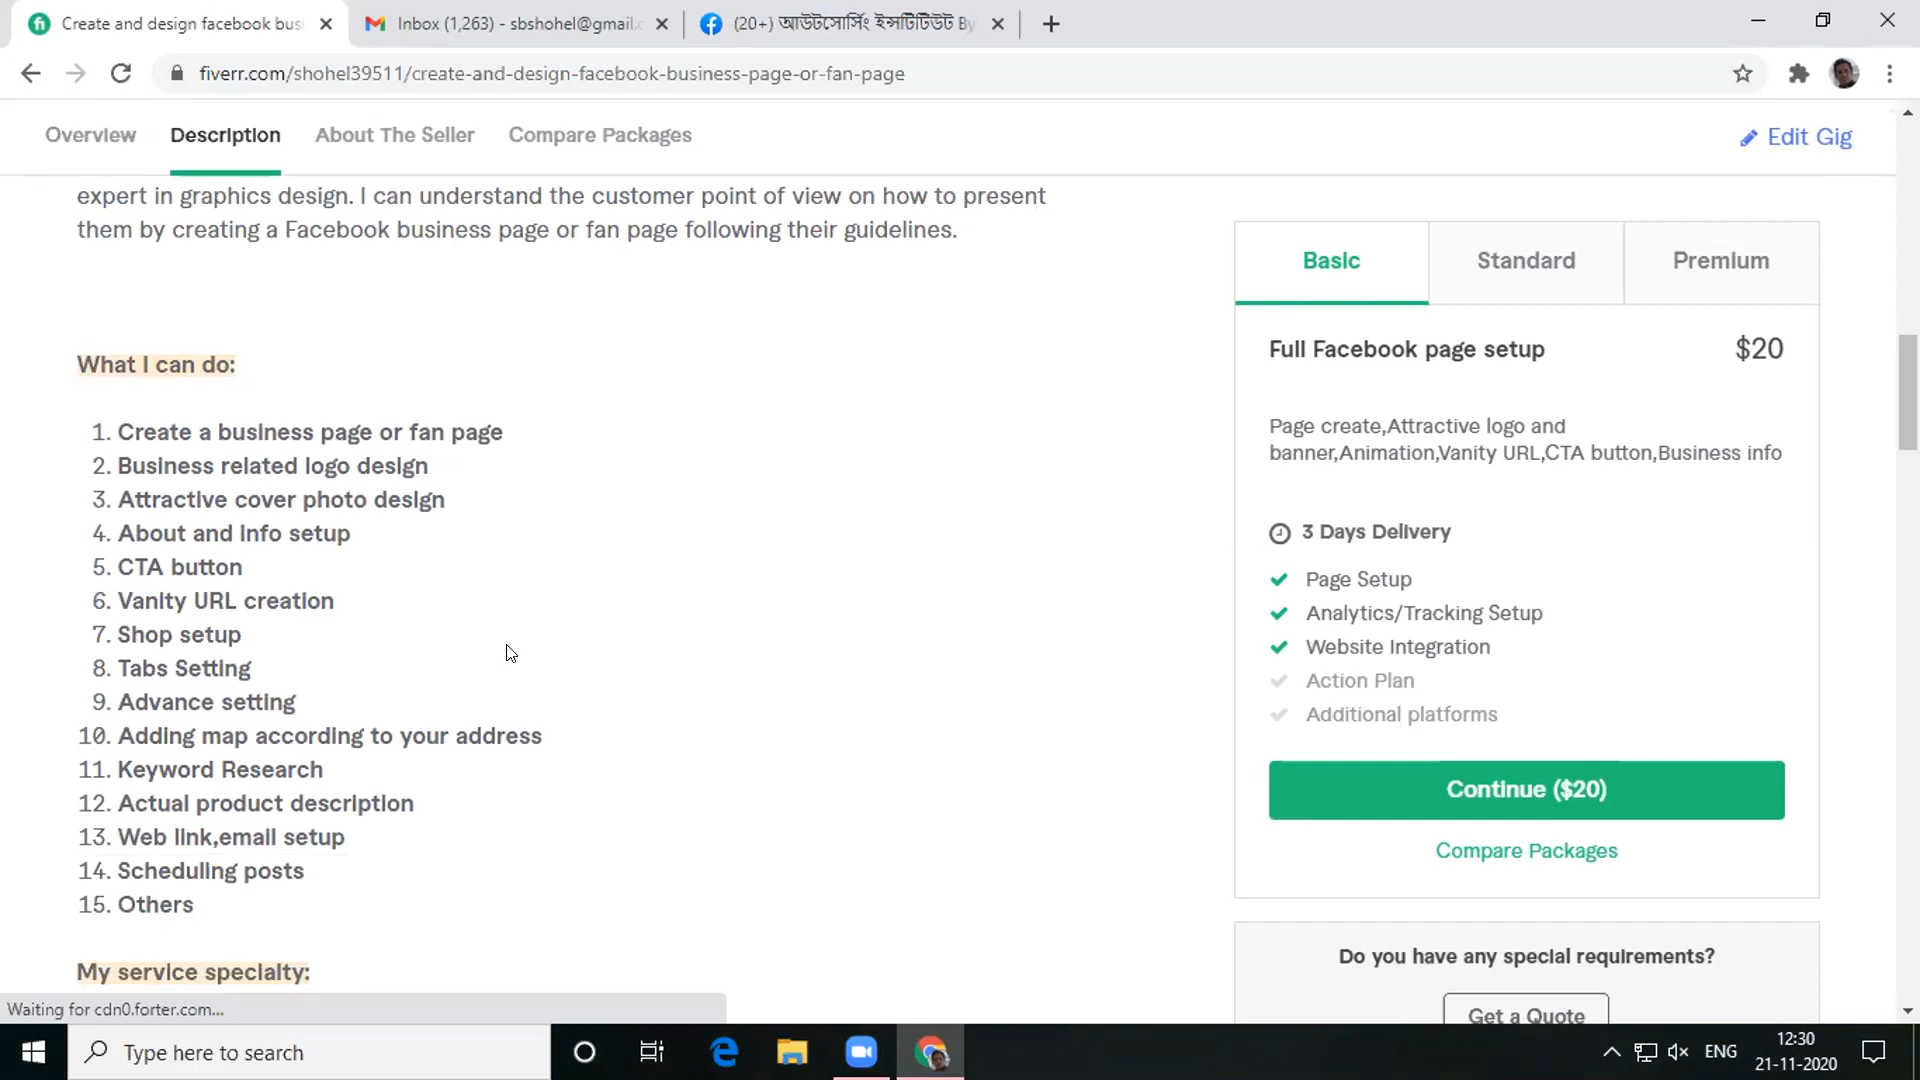 Create and design facebook busi
Inbox (1,263) - sbshohel@gmail.c
(20+) আউটসোর্সিং ইন্সটিটিউট By
fiverr.com/shohel39511/create-and-design-facebook-business-page-or-fan-page
Overview
Description
About The Seller
Compare Packages
Edit Gig
expert in graphics design. I can understand the customer point of view on how to present
them by creating a Facebook business page or fan page following their guidelines.
What I can do:
1. Create a business page or fan page
2. Business related logo design
3. Attractive cover photo design
4. About and info setup
5. CTA button
6. Vanity URL creation
7. Shop setup
8. Tabs Setting
9. Advance setting
10. Adding map according to your address
11. Keyword Research
12. Actual product description
13. Web link,email setup
14. Scheduling posts
15. Others
My service specialty:
Basic
Standard
Premium
Full Facebook page setup
$20
Page create,Attractive logo and
banner,Animation,Vanity URL,CTA button,Business info
3 Days Delivery
Page Setup
Analytics/Tracking Setup
Website Integration
Action Plan
Additional platforms
Continue ($20)
Compare Packages
Do you have any special requirements?
Get a Quote
Waiting for cdn0.forter.com...
Type here to search
ENG
12:30
21-11-2020